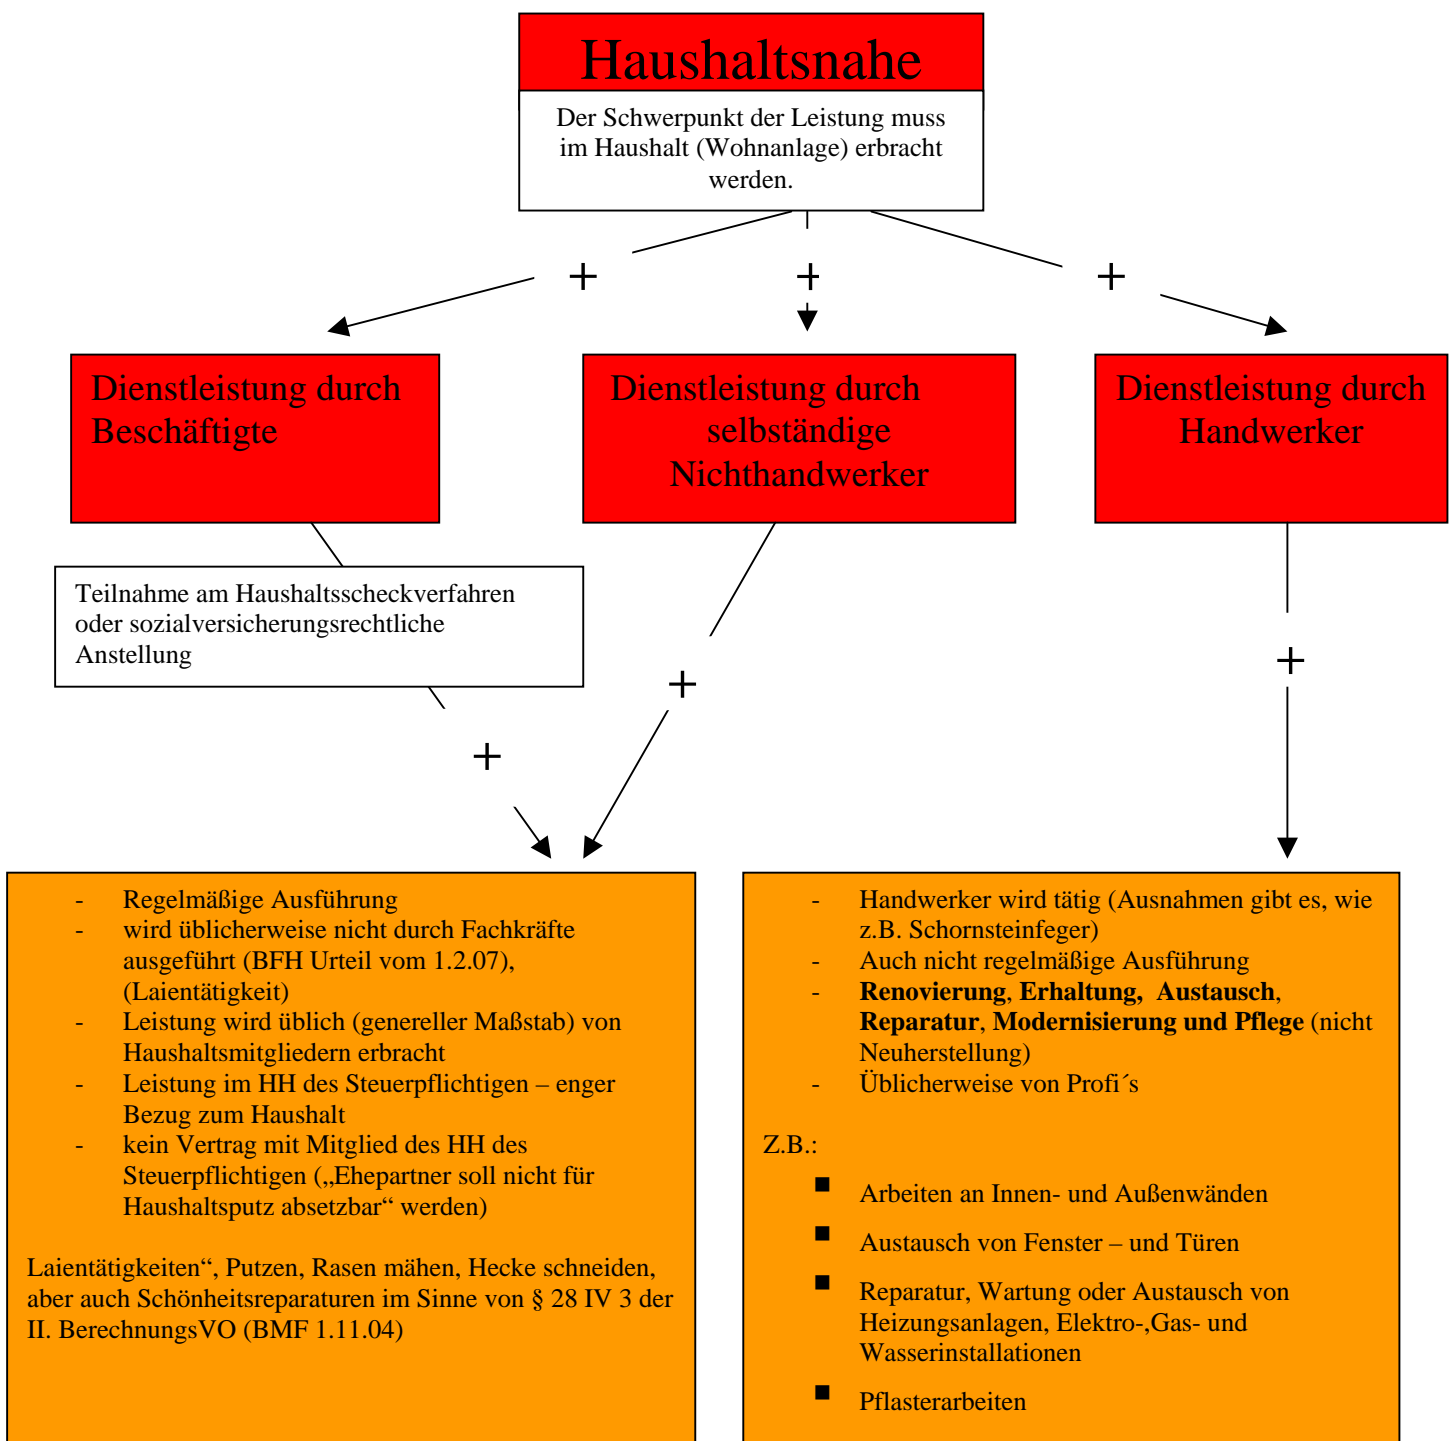 Haushaltsnahe
Der Schwerpunkt der Leistung muss
im Haushalt (Wohnanlage) erbracht
werden.
+
+
+
Dienstleistung durch
Beschäftigte
Dienstleistung durch
selbständige
Nichthandwerker
Dienstleistung durch
Handwerker
Teilnahme am Haushaltsscheckverfahren
oder sozialversicherungsrechtliche
Anstellung
+
+
+
- Regelmäßige Ausführung
- wird üblicherweise nicht durch Fachkräfte
ausgeführt (BFH Urteil vom 1.2.07),
(Laientätigkeit)
- Leistung wird üblich (genereller Maßstab) von
Haushaltsmitgliedern erbracht
- Leistung im HH des Steuerpflichtigen – enger
Bezug zum Haushalt
- kein Vertrag mit Mitglied des HH des
Steuerpflichtigen („Ehepartner soll nicht für
Haushaltsputz absetzbar“ werden)
Laientätigkeiten“, Putzen, Rasen mähen, Hecke schneiden,
aber auch Schönheitsreparaturen im Sinne von § 28 IV 3 der
II. BerechnungsVO (BMF 1.11.04)
- Handwerker wird tätig (Ausnahmen gibt es, wie
z.B. Schornsteinfeger)
- Auch nicht regelmäßige Ausführung
- Renovierung, Erhaltung, Austausch,
Reparatur, Modernisierung und Pflege (nicht
Neuherstellung)
- Üblicherweise von Profi´s
Z.B.:
▪ Arbeiten an Innen- und Außenwänden
▪ Austausch von Fenster – und Türen
▪ Reparatur, Wartung oder Austausch von
Heizungsanlagen, Elektro-,Gas- und
Wasserinstallationen
▪ Pflasterarbeiten